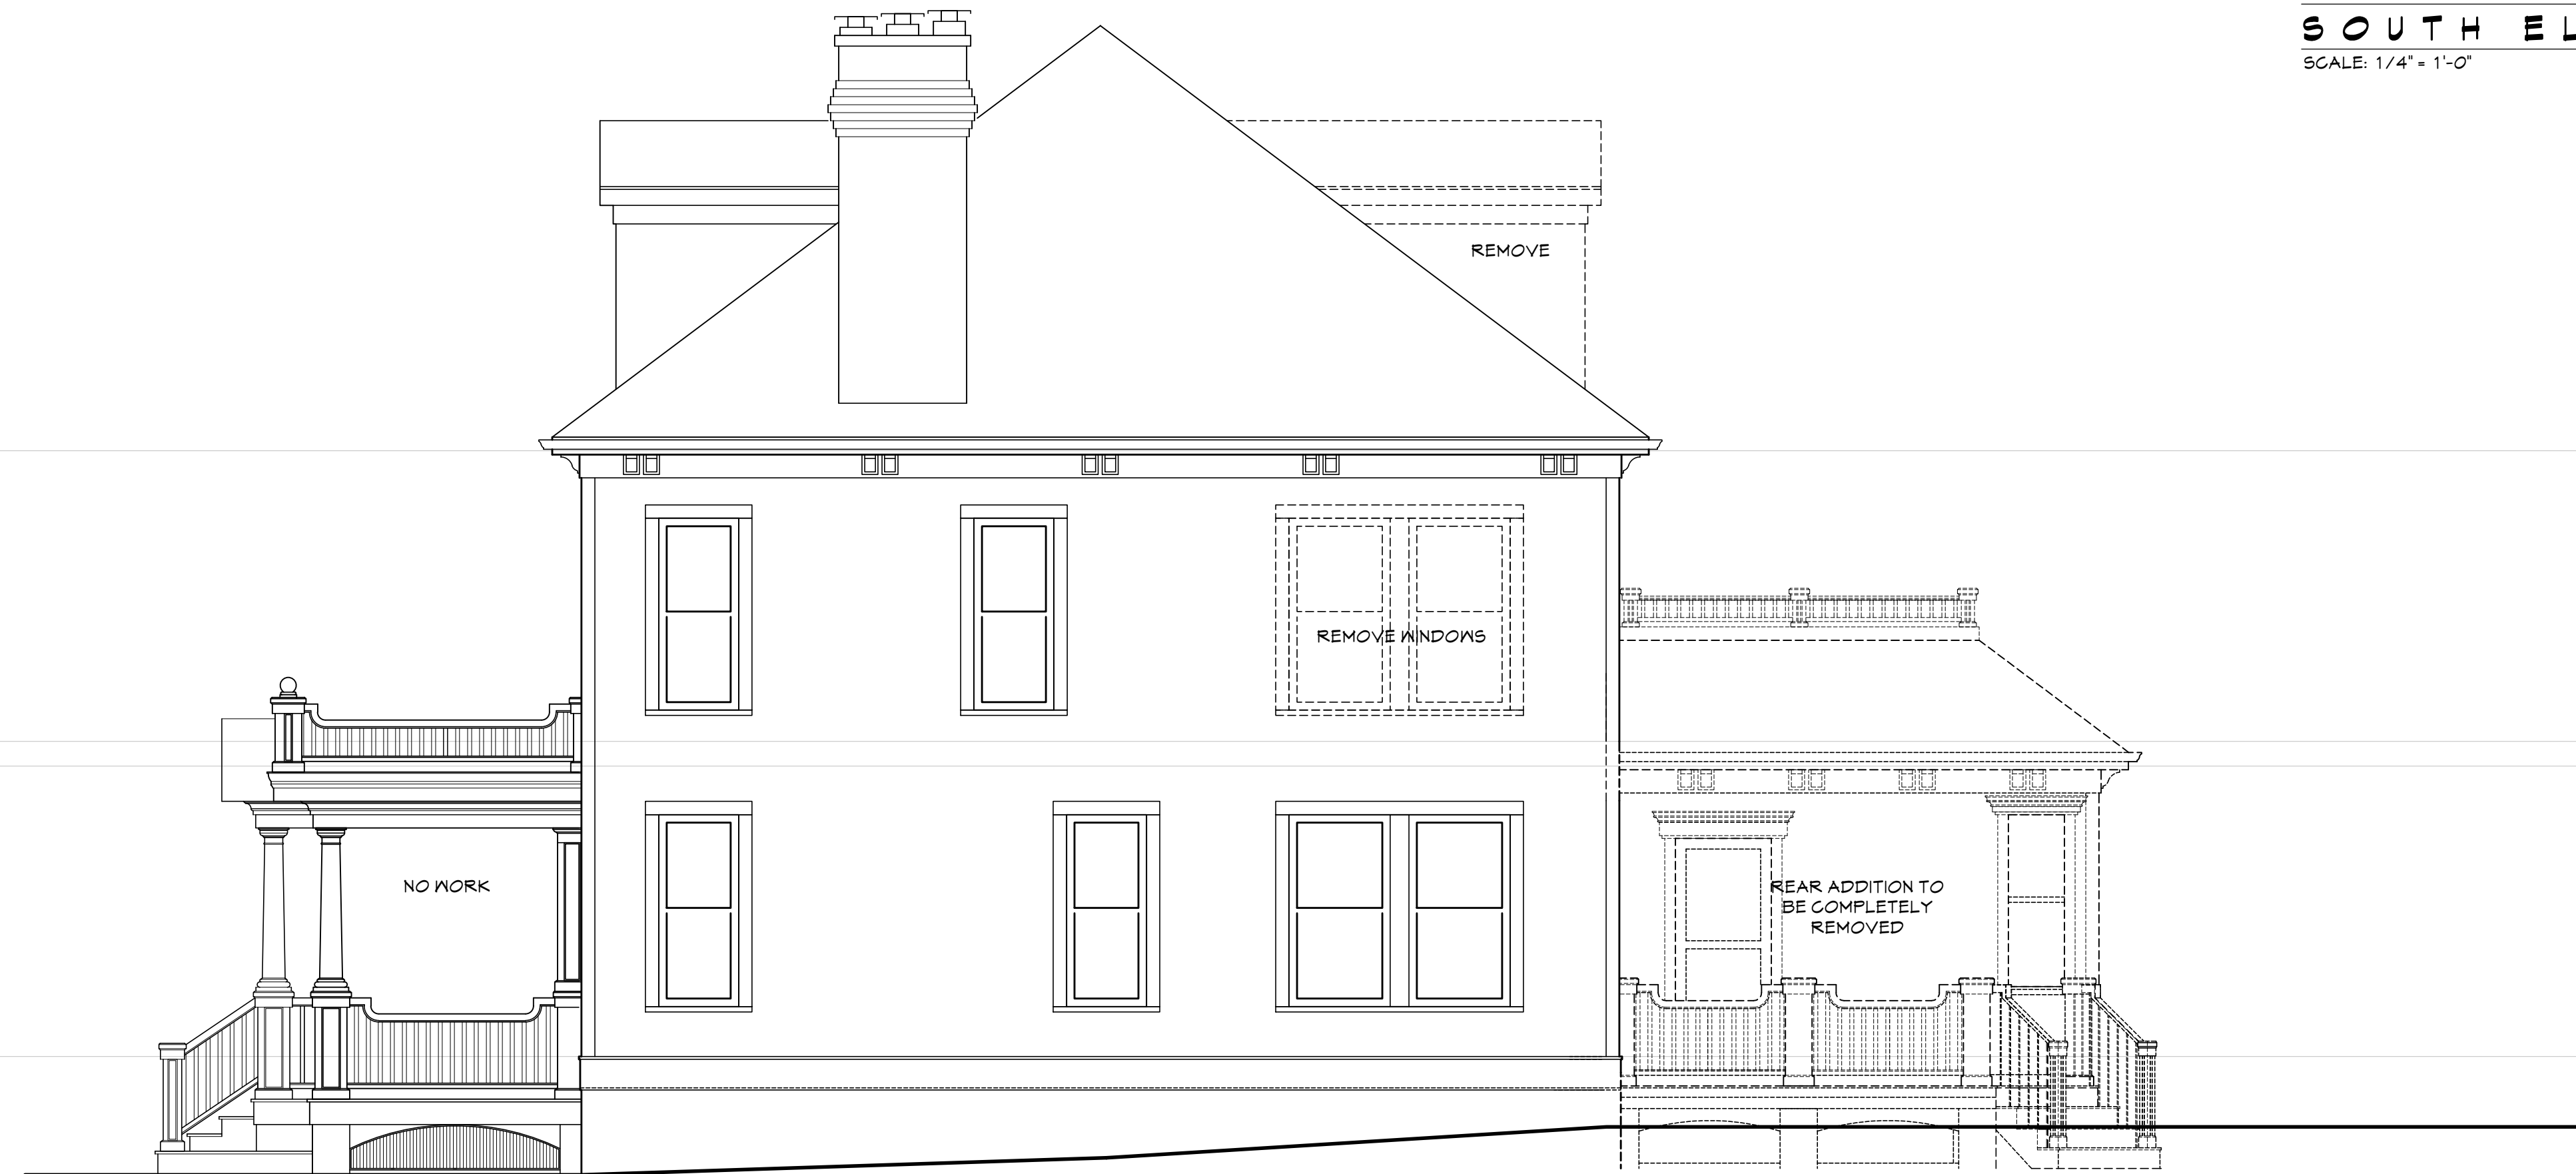 SOUTH EL
SCALE: 1/4" = 1'-0"
REMOVE
REMOVE WINDOWS
NO WORK
REAR ADDITION TO
BE COMPLETELY
REMOVED